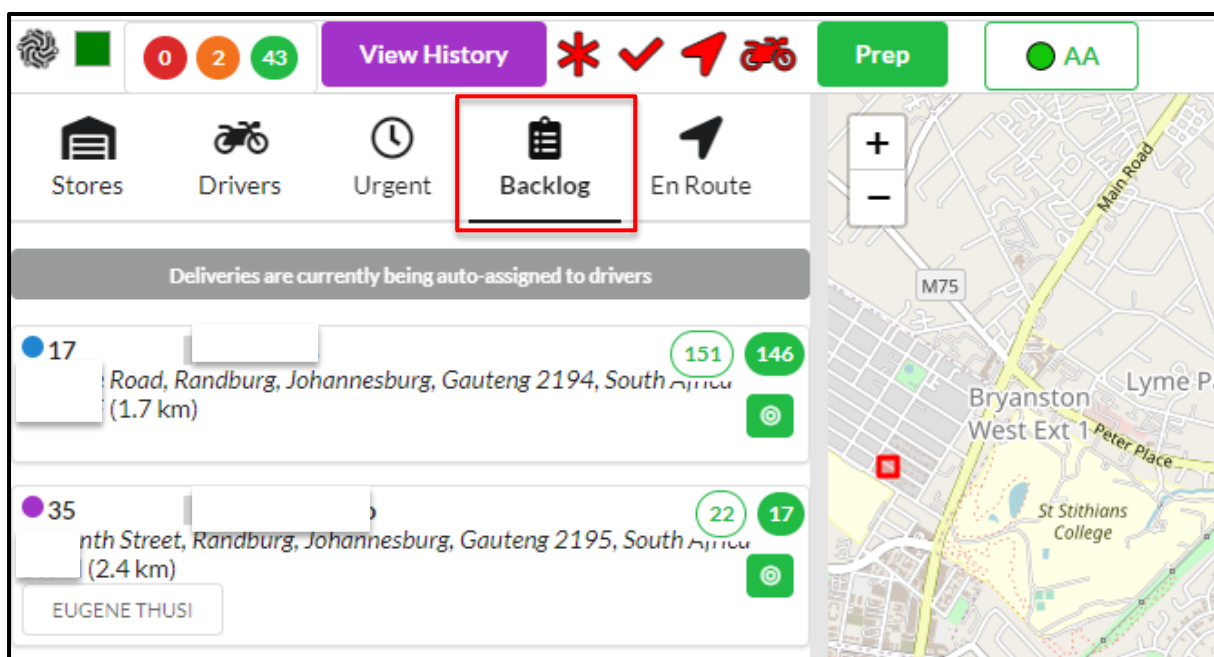 0 2 43 View History Prep AA
Stores Drivers Urgent Backlog En Route
Deliveries are currently being auto-assigned to drivers
17 151 146
Road, Randburg, Johannesburg, Gauteng 2194, South Africa
(1.7 km)
35 22 17
nth Street, Randburg, Johannesburg, Gauteng 2195, South Africa
(2.4 km)
EUGENE THUSI
+
−
Main Road
M75
Bryanston
West Ext 1
Lyme P
Peter Place
St Stithians
College